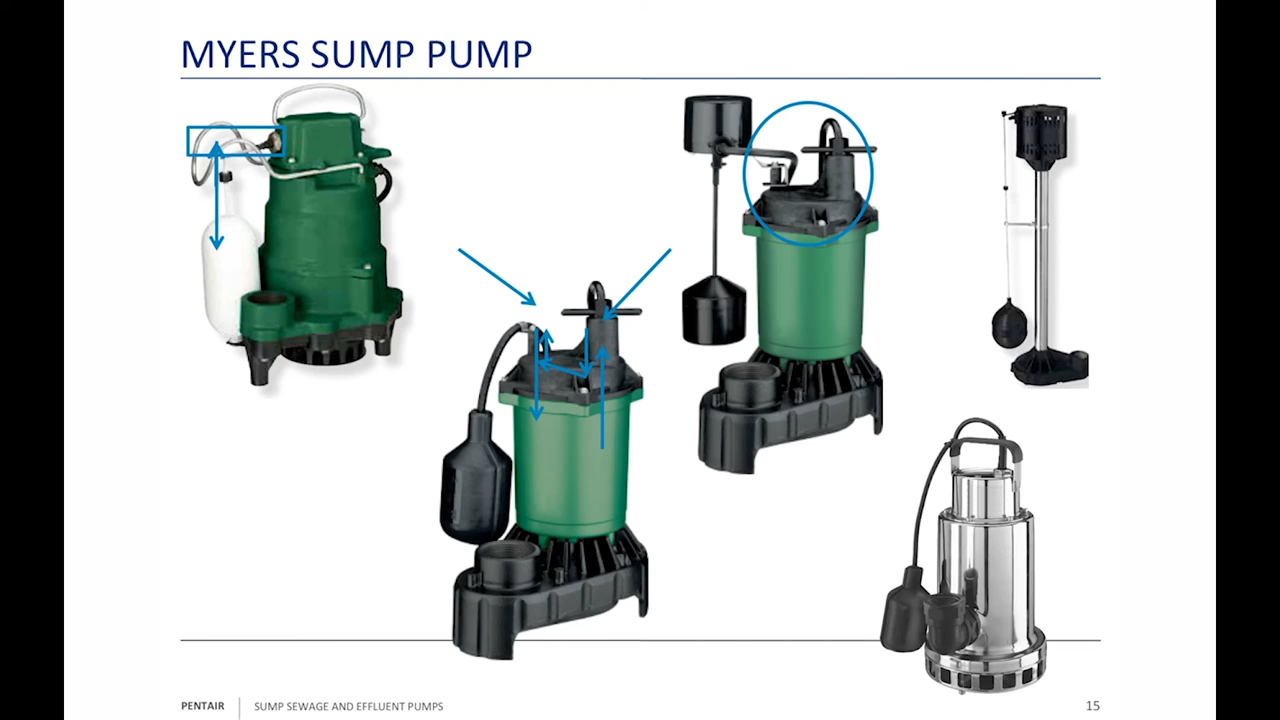 MYERS SUMP PUMP
PENTAIR
SUMP SEWAGE AND EFFLUENT PUMPS
15